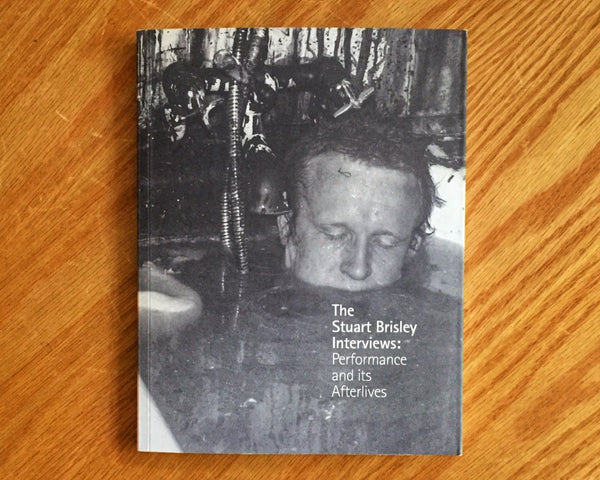 The
Stuart Brisley
Interviews:
Performance
and its
Afterlives